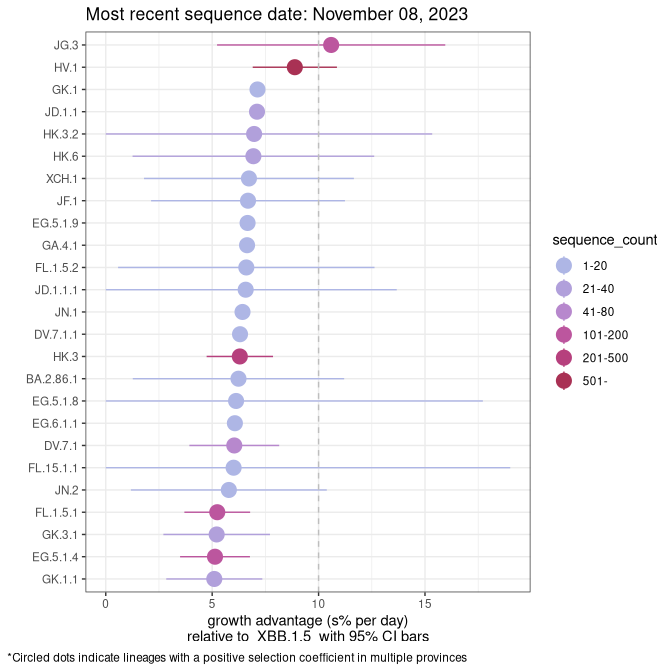 Most recent sequence date: November 08, 2023
JG.3
HV.1
GK.1
JD.1.1
HK.3.2
HK.6
XCH.1
JF.1
EG.5.1.9
GA.4.1
FL.1.5.2
JD.1.1.1
JN.1
DV.7.1.1
HK.3
BA.2.86.1
EG.5.1.8
EG.6.1.1
DV.7.1
FL.15.1.1
JN.2
FL.1.5.1
GK.3.1
EG.5.1.4
GK.1.1
0 5 10 15
growth advantage (s% per day)
relative to XBB.1.5 with 95% CI bars
sequence_count
1-20
21-40
41-80
101-200
201-500
501-
*Circled dots indicate lineages with a positive selection coefficient in multiple provinces